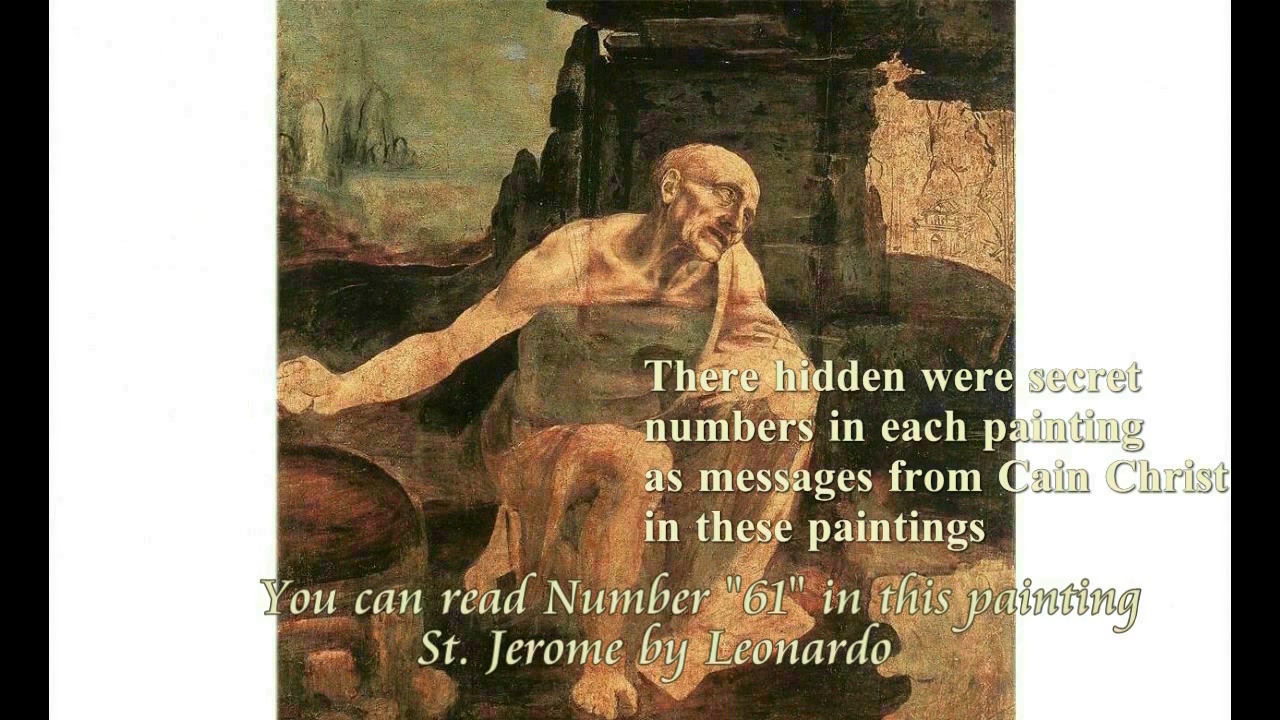 There hidden were secret
numbers in each painting
as messages from Cain Christ
in these paintings
You can read Number "61" in this painting
St. Jerome by Leonardo